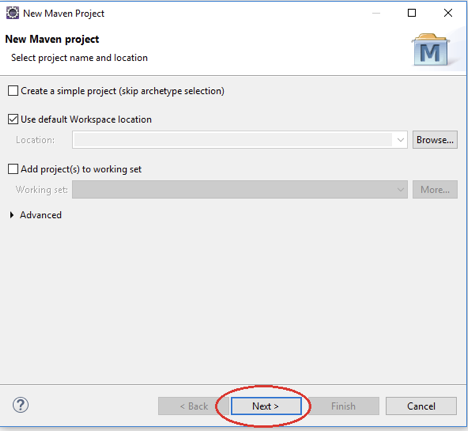 New Maven Project
New Maven project
Select project name and location
M
Create a simple project (skip archetype selection)
Use default Workspace location
Location:
Browse...
Add project(s) to working set
Working set:
More...
Advanced
?
< Back
Next >
Finish
Cancel